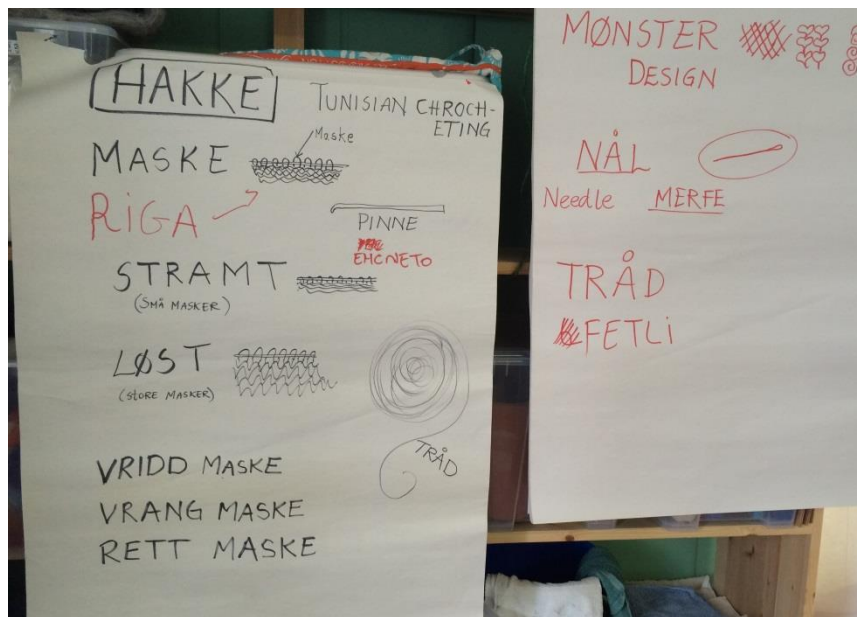 HAKKE
TUNISIAN CHROCH-
ETING
MASKE
Maske
RIGA
PINNE
EHCNETO
STRAMT
(SMÅ MASKER)
LØST
(STORE MASKER)
TRÅD
VRIDD MASKE
VRANG MASKE
RETT MASKE
MØNSTER
DESIGN
NÅL
Needle MERFE
TRÅD
FETLI